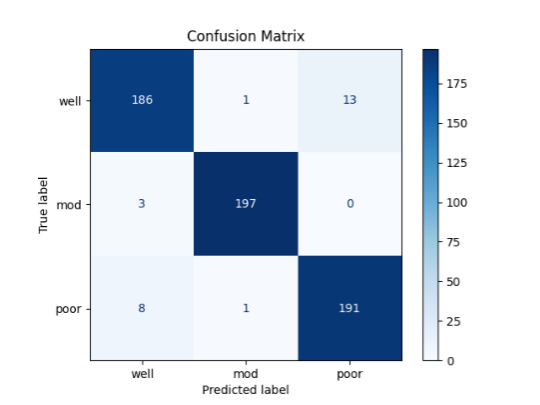 Confusion Matrix
well 186 1 13
mod 3 197 0
poor 8 1 191
well mod poor
Predicted label
True label
175
150
125
100
75
50
25
0